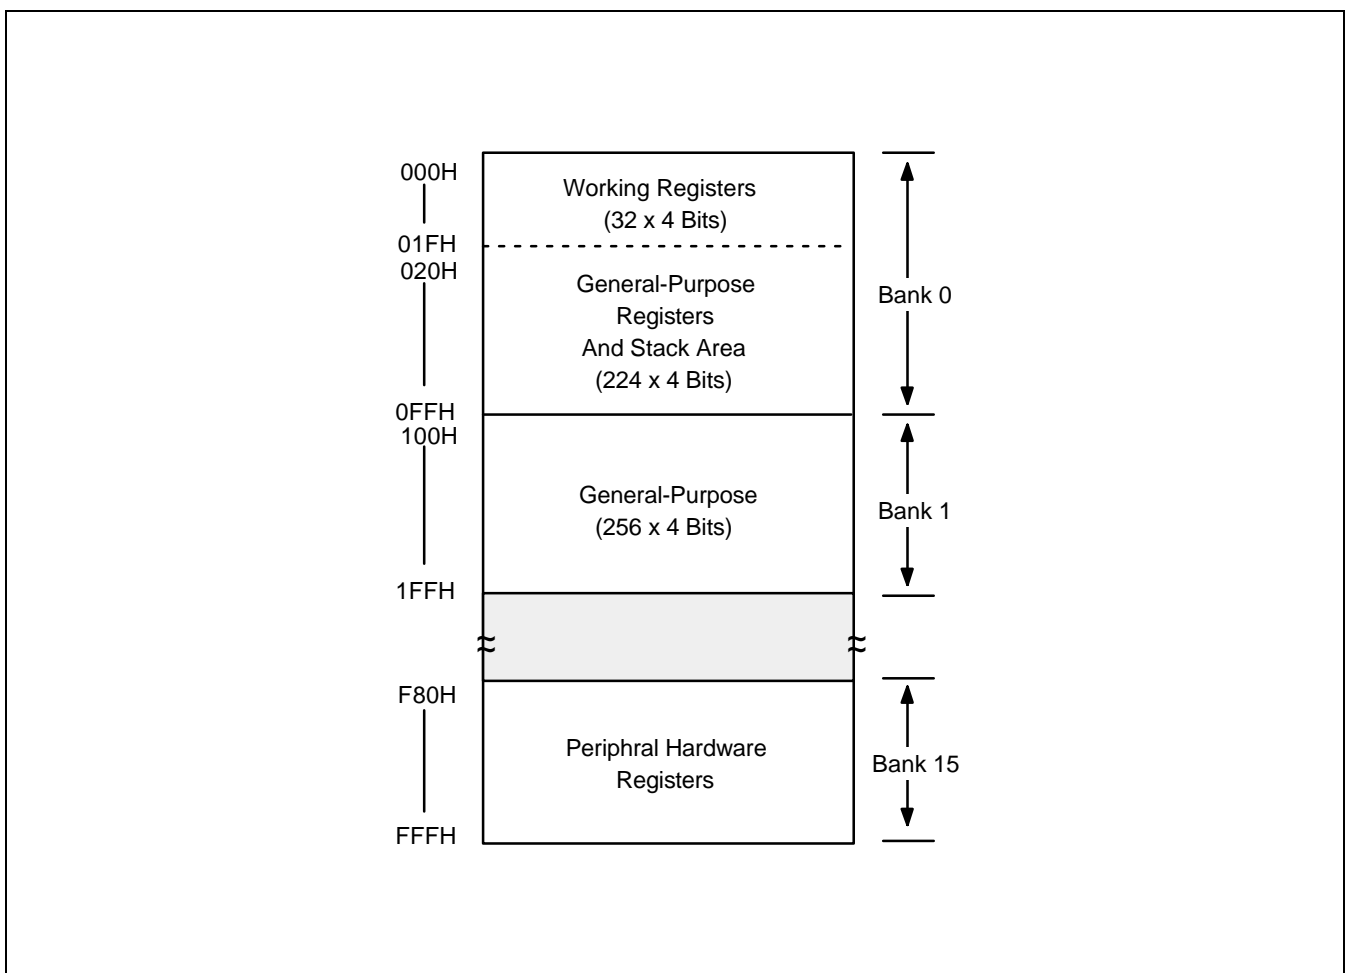 000H
Working Registers
(32 x 4 Bits)
01FH
020H
General-Purpose
Registers
And Stack Area
(224 x 4 Bits)
Bank 0
0FFH
100H
General-Purpose
(256 x 4 Bits)
Bank 1
1FFH
F80H
Periphral Hardware
Registers
Bank 15
FFFH